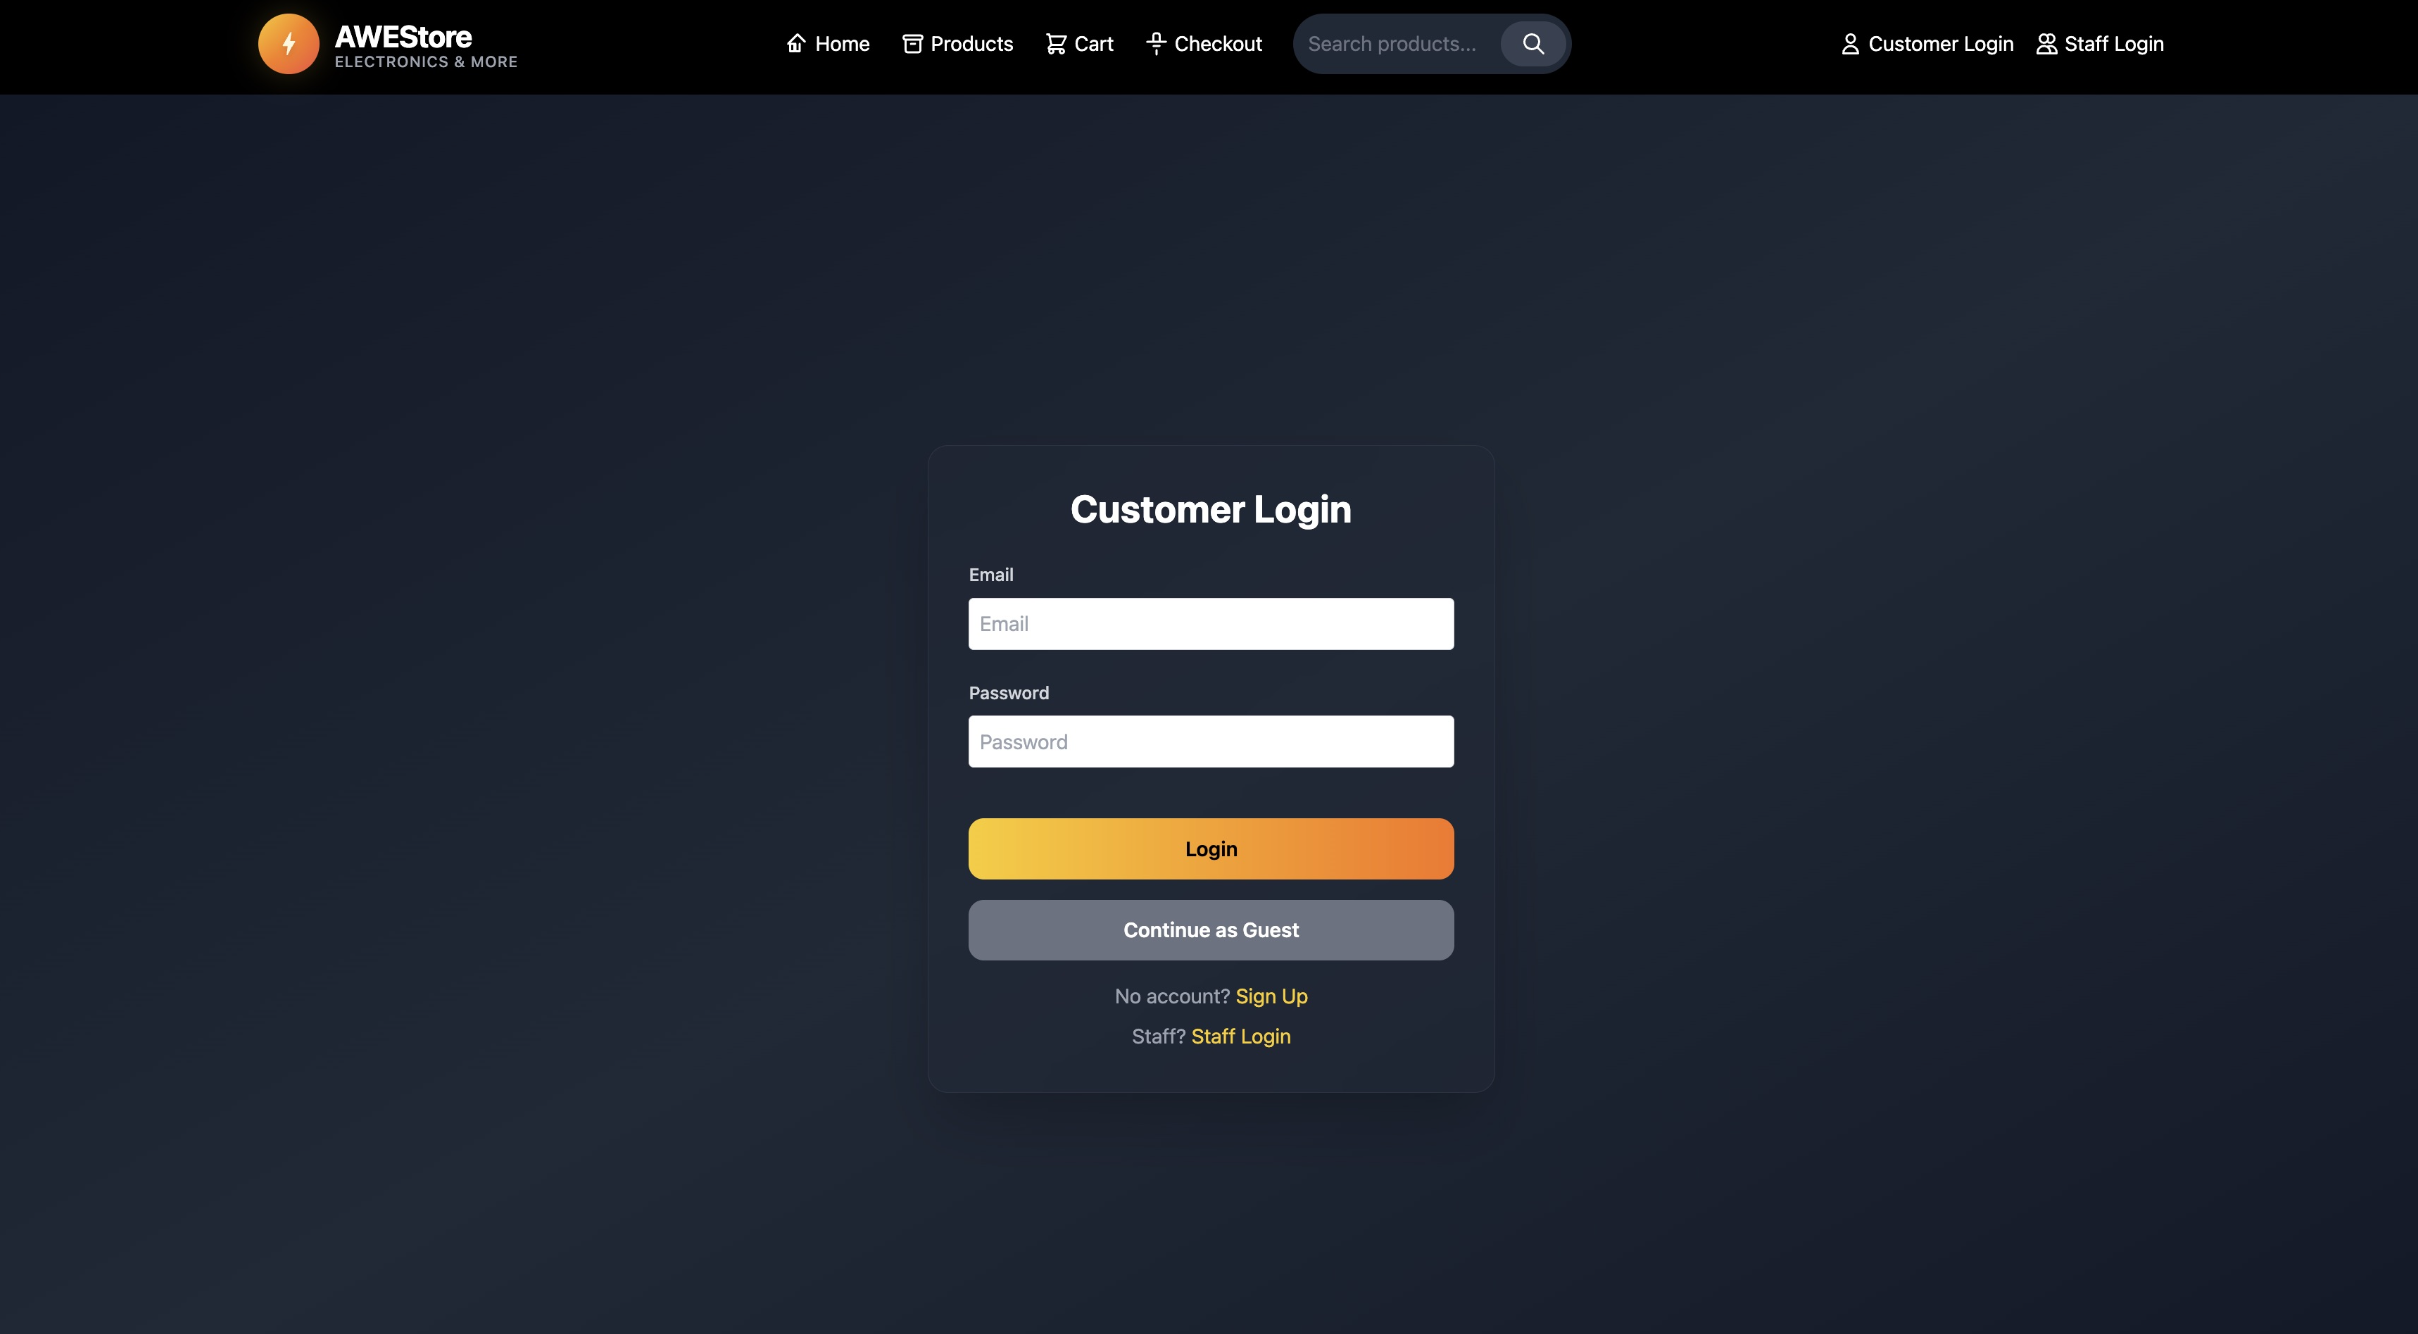 AWEStore
ELECTRONICS & MORE
Home
Products
Cart
Checkout
Search products...
Customer Login
Staff Login
Customer Login
Email
Email
Password
Password
Login
Continue as Guest
No account? Sign Up
Staff? Staff Login